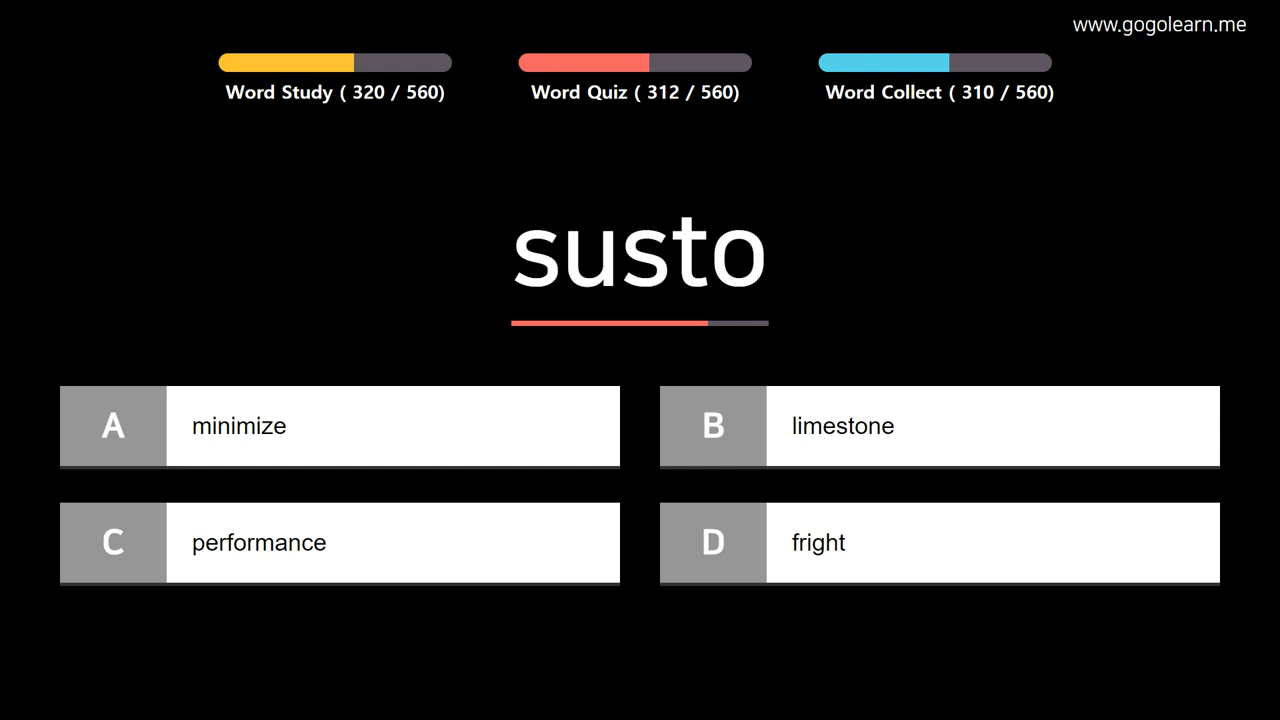 www.gogolearn.me
Word Study ( 320 / 560)
Word Quiz ( 312 / 560)
Word Collect ( 310 / 560)
susto
A minimize
B limestone
C performance
D fright